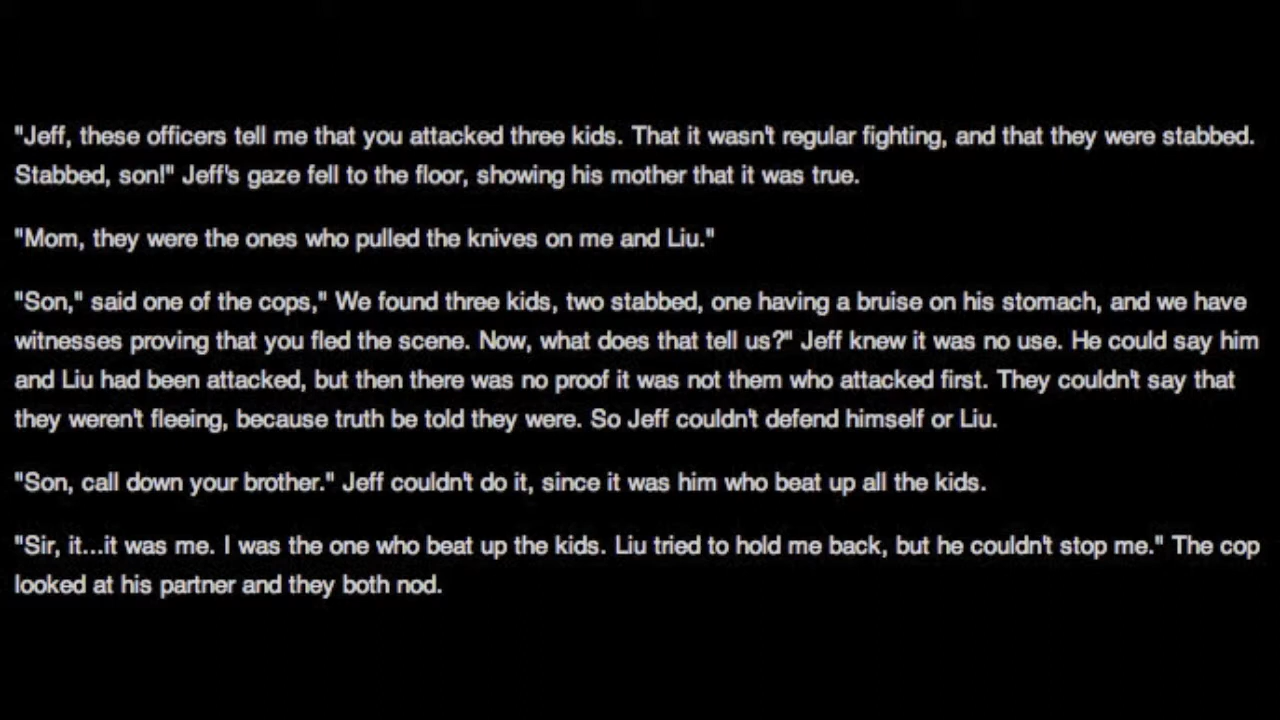 "Jeff, these officers tell me that you attacked three kids. That it wasn't regular fighting, and that they were stabbed.
Stabbed, son!" Jeff's gaze fell to the floor, showing his mother that it was true.
"Mom, they were the ones who pulled the knives on me and Liu."
"Son," said one of the cops," We found three kids, two stabbed, one having a bruise on his stomach, and we have
witnesses proving that you fled the scene. Now, what does that tell us?" Jeff knew it was no use. He could say him
and Liu had been attacked, but then there was no proof it was not them who attacked first. They couldn't say that
they weren't fleeing, because truth be told they were. So Jeff couldn't defend himself or Liu.
"Son, call down your brother." Jeff couldn't do it, since it was him who beat up all the kids.
"Sir, it...it was me. I was the one who beat up the kids. Liu tried to hold me back, but he couldn't stop me." The cop
looked at his partner and they both nod.